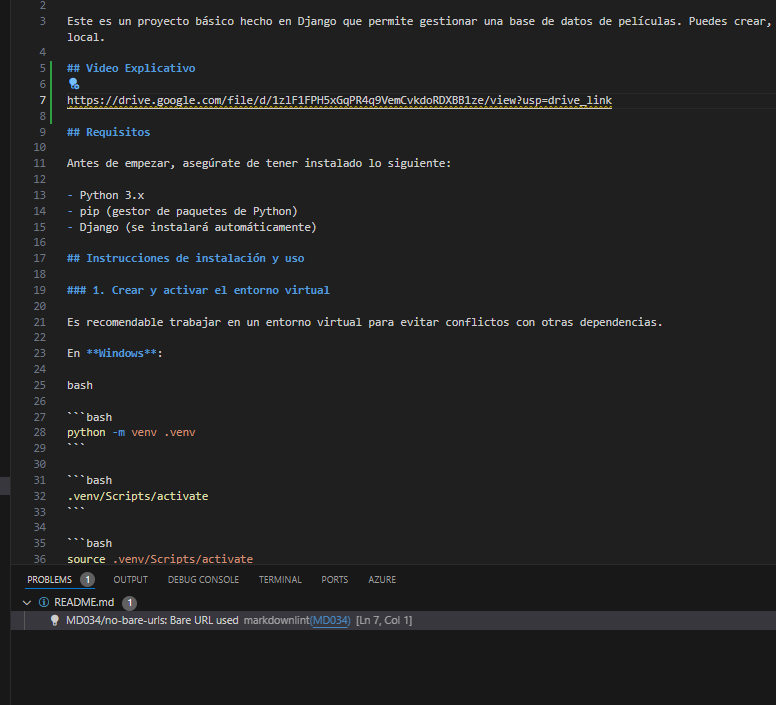 2
3 Este es un proyecto básico hecho en Django que permite gestionar una base de datos de películas. Puedes crear,
local.
4
5 ## Video Explicativo
6
7 https://drive.google.com/file/d/1zlF1FPH5xGqPR4q9VemCvkdoRDXBB1ze/view?usp=drive_link
8
9 ## Requisitos
10
11 Antes de empezar, asegúrate de tener instalado lo siguiente:
12
13 - Python 3.x
14 - pip (gestor de paquetes de Python)
15 - Django (se instalará automáticamente)
16
17 ## Instrucciones de instalación y uso
18
19 ### 1. Crear y activar el entorno virtual
20
21 Es recomendable trabajar en un entorno virtual para evitar conflictos con otras dependencias.
22
23 En **Windows**:
24
25 bash
26
27 ```bash
28 python -m venv .venv
29 ```
30
31 ```bash
32 .venv/Scripts/activate
33 ```
34
35 ```bash
36 source .venv/Scripts/activate
PROBLEMS 1 OUTPUT DEBUG CONSOLE TERMINAL PORTS AZURE
README.md 1
MD034/no-bare-urls: Bare URL used markdownlint(MD034) [Ln 7, Col 1]